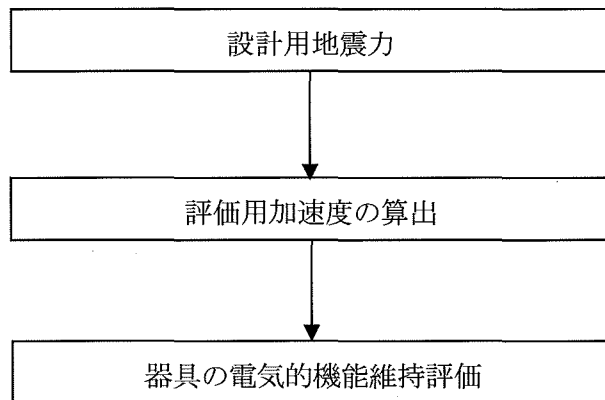 設計用地震力
評価用加速度の算出
器具の電気的機能維持評価